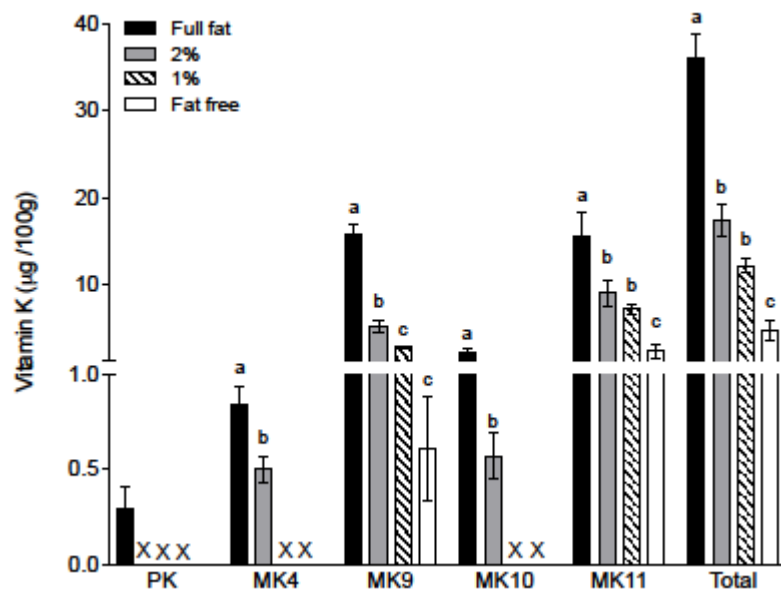 40
30
20
10
1.0
0.5
0.0
Vitamin K (µg /100g)
Full fat
2%
1%
Fat free
X X X
a
b
X X
a
b
c
c
a
b
X X
a
b
b
c
a
b
b
c
PK MK4 MK9 MK10 MK11 Total